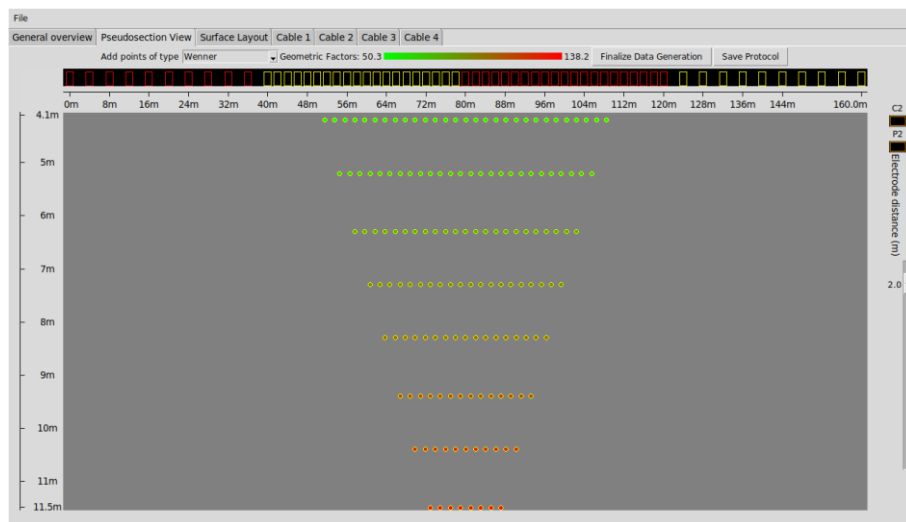 File
General overview Pseudosection View Surface Layout Cable 1 Cable 2 Cable 3 Cable 4
Add points of type Wenner Geometric Factors: 50.3 138.2 Finalize Data Generation Save Protocol
0m 8m 16m 24m 32m 40m 48m 56m 64m 72m 80m 88m 96m 104m 112m 120m 128m 136m 144m 160.0m
C2
P2
Electrode distance (m)
2.0
4.1m
5m
6m
7m
8m
9m
10m
11m
11.5m